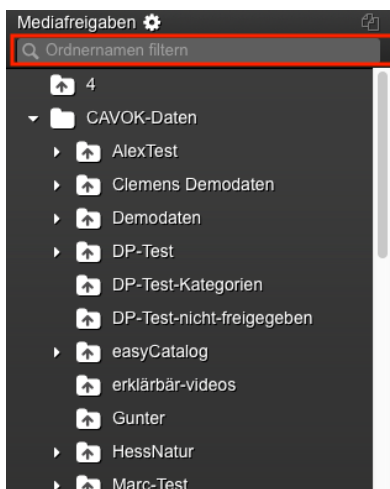 Mediafreigaben
Ordnernamen filtern
4
CAVOK-Daten
AlexTest
Clemens Demodaten
Demodaten
DP-Test
DP-Test-Kategorien
DP-Test-nicht-freigegeben
easyCatalog
erklärbär-videos
Gunter
HessNatur
Marc-Test